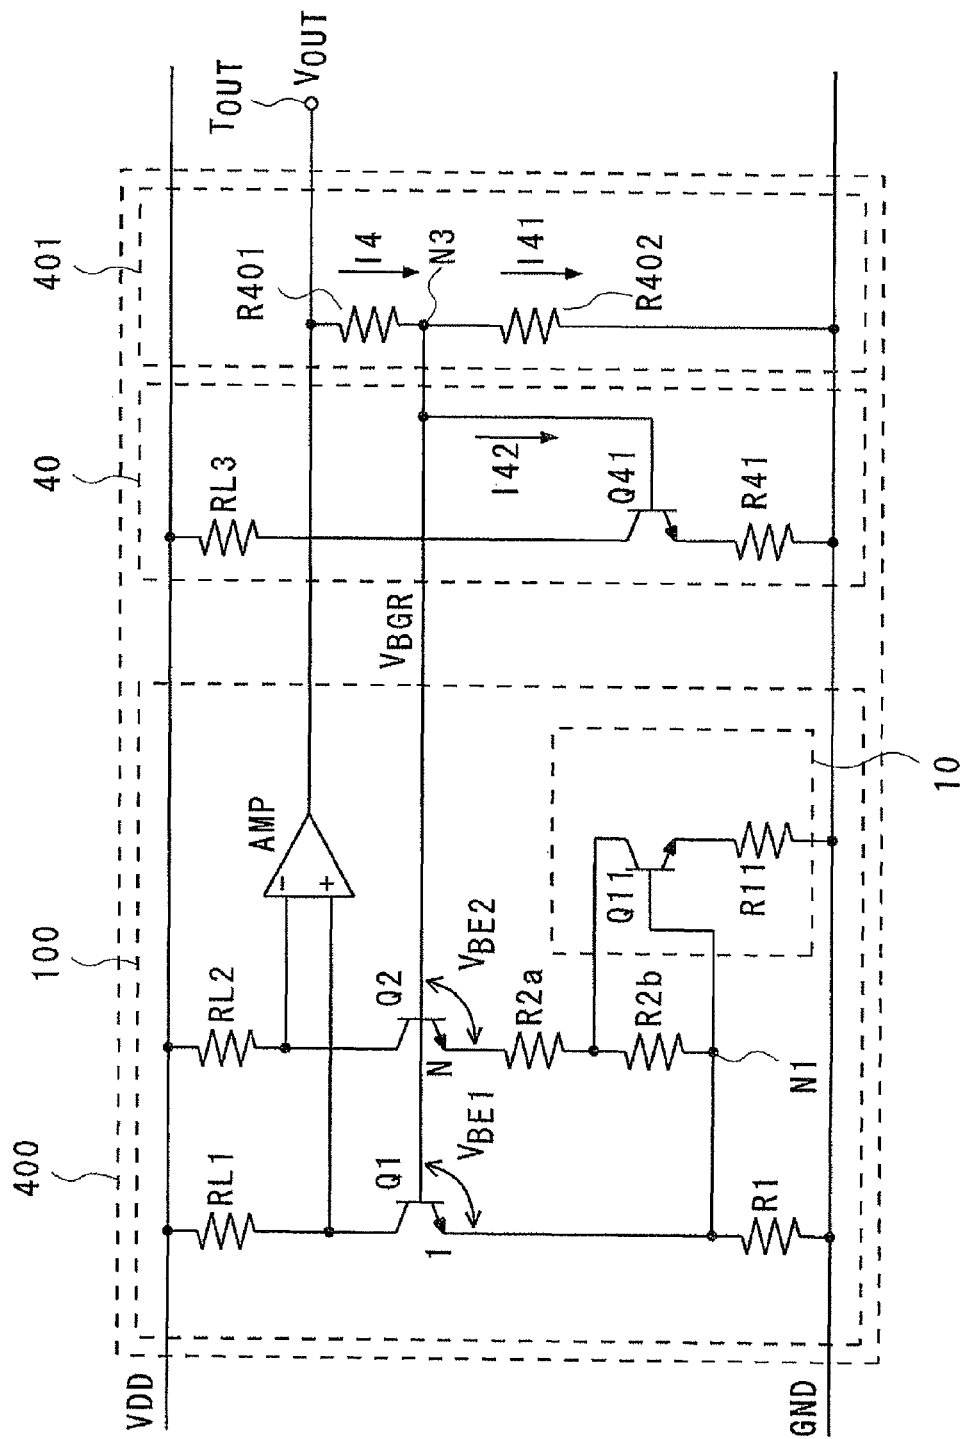 400
100
40
401
VDD
RL1
RL2
RL3
AMP
TOUT
VOUT
R401
I4
N3
VBGR
Q1
Q2
1
N
VBE1
VBE2
I42
I41
R402
R2a
R2b
Q11
R11
Q41
R41
R1
N1
10
GND
−
+